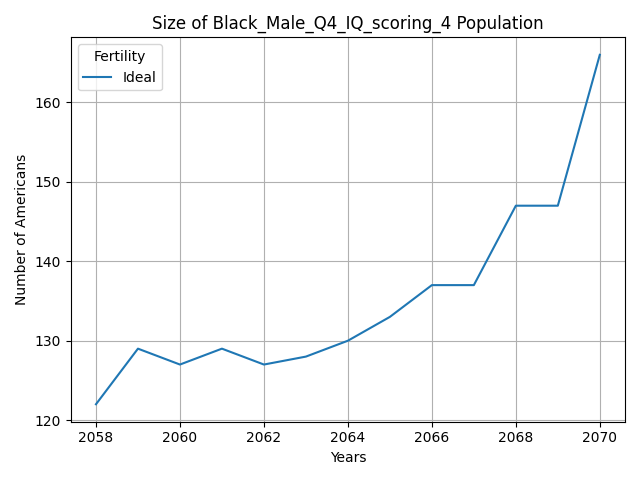 Size of Black_Male_Q4_IQ_scoring_4 Population
Fertility
Ideal
Number of Americans
160
150
140
130
120
2058
2060
2062
2064
2066
2068
2070
Years